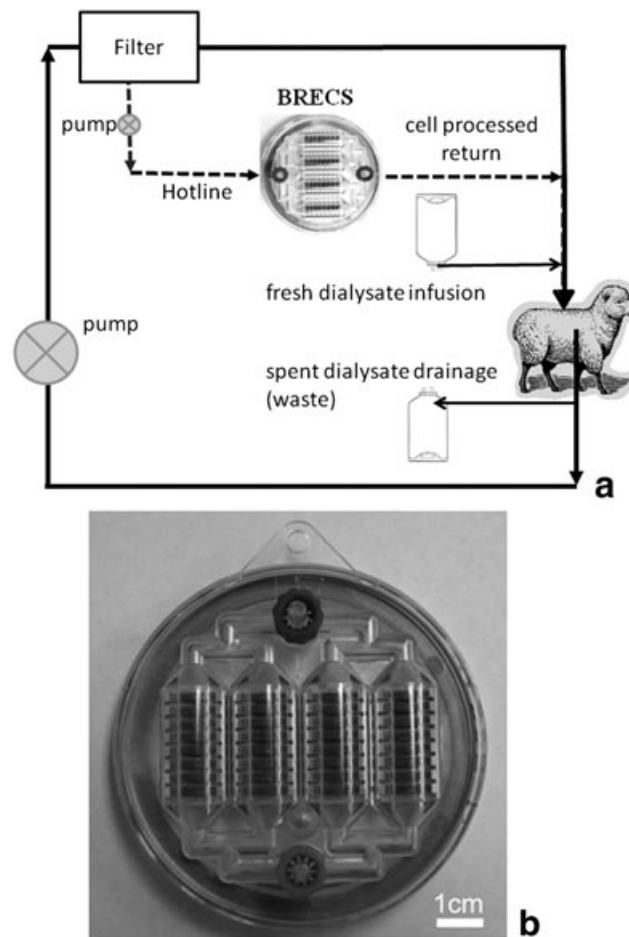 Filter
BRECS
pump
cell processed
return
Hotline
fresh dialysate infusion
pump
spent dialysate drainage
(waste)
a
1cm
b